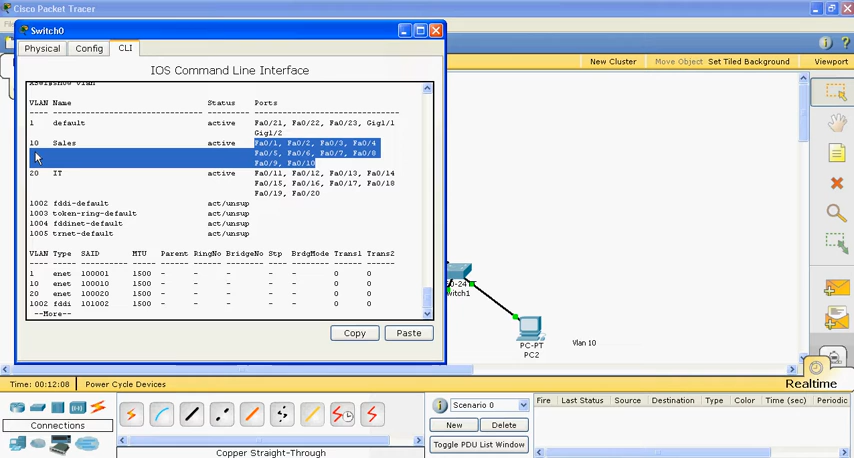 Cisco Packet Tracer
Switch0
Physical Config CLI
IOS Command Line Interface
VLAN Name Status Ports
---- -------------------------------- --------- -------------------------------
1 default active Fa0/21, Fa0/22, Fa0/23, Gig1/1
Gig1/2
10 Sales active Fa0/1, Fa0/2, Fa0/3, Fa0/4
Fa0/5, Fa0/6, Fa0/7, Fa0/8
Fa0/9, Fa0/10
20 IT active Fa0/11, Fa0/12, Fa0/13, Fa0/14
Fa0/15, Fa0/16, Fa0/17, Fa0/18
Fa0/19, Fa0/20
1002 fddi-default act/unsup
1003 token-ring-default act/unsup
1004 fddinet-default act/unsup
1005 trnet-default act/unsup
VLAN Type SAID MTU Parent RingNo BridgeNo Stp BrdgMode Trans1 Trans2
---- ----- ---------- ----- ------ ------ -------- ---- -------- ------ ------
1 enet 100001 1500 - - - - - 0 0
10 enet 100010 1500 - - - - - 0 0
20 enet 100020 1500 - - - - - 0 0
1002 fddi 101002 1500 - - - - - 0 0
--More--
Copy Paste
New Cluster Move Object Set Tiled Background Viewport
0-24
witch1
PC-PT
PC2
Vlan 10
Time: 00:12:08 Power Cycle Devices
Realtime
Connections
Copper Straight-Through
Scenario 0
New Delete
Toggle PDU List Window
Fire Last Status Source Destination Type Color Time (sec) Periodic